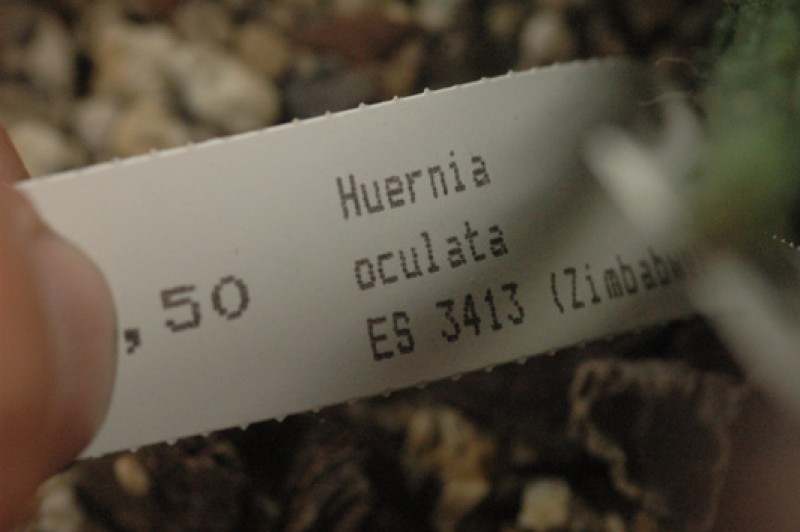 Huernia
oculata
,50
ES 3413 (Zimbabw